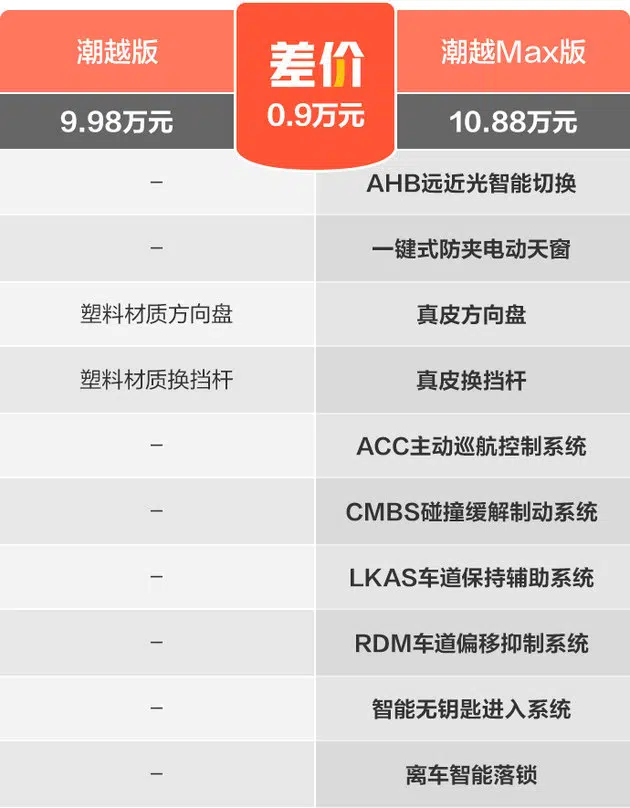 潮越版
差价
潮越Max版
9.98万元
0.9万元
10.88万元
–
AHB远近光智能切换
–
一键式防夹电动天窗
塑料材质方向盘
真皮方向盘
塑料材质换挡杆
真皮换挡杆
–
ACC主动巡航控制系统
–
CMBS碰撞缓解制动系统
–
LKAS车道保持辅助系统
–
RDM车道偏移抑制系统
–
智能无钥匙进入系统
–
离车智能落锁